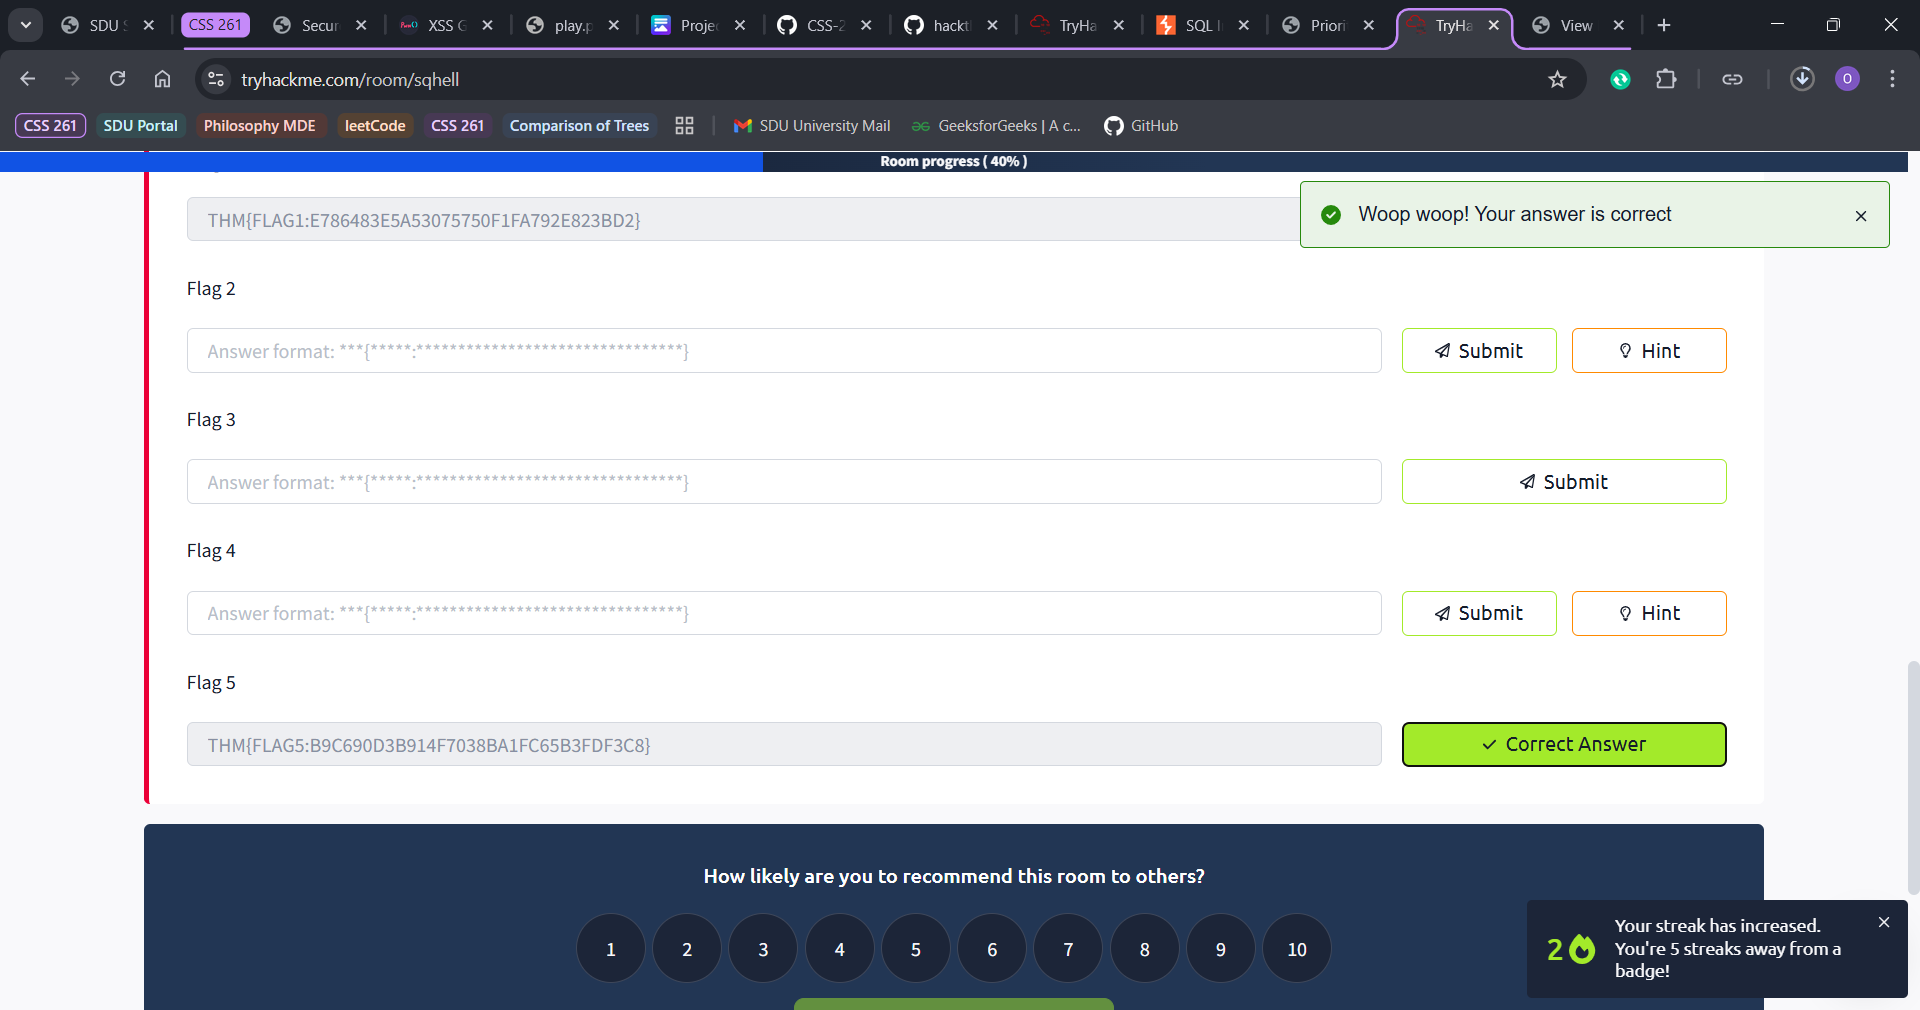 SDU S
CSS 261
Secur
XSS G
play.p
Projec
CSS-2
hackth
TryHa
SQL I
Priori
TryHa
View
tryhackme.com/room/sqhell
O
CSS 261
SDU Portal
Philosophy MDE
leetCode
CSS 261
Comparison of Trees
SDU University Mail
GeeksforGeeks | A c...
GitHub
Room progress ( 40% )
THM{FLAG1:E786483E5A53075750F1FA792E823BD2}
Woop woop! Your answer is correct
Flag 2
Answer format: ***{*****:********************************}
Submit
Hint
Flag 3
Answer format: ***{*****:********************************}
Submit
Flag 4
Answer format: ***{*****:********************************}
Submit
Hint
Flag 5
THM{FLAG5:B9C690D3B914F7038BA1FC65B3FDF3C8}
Correct Answer
How likely are you to recommend this room to others?
1 2 3 4 5 6 7 8 9 10
2
Your streak has increased.
You're 5 streaks away from a
badge!